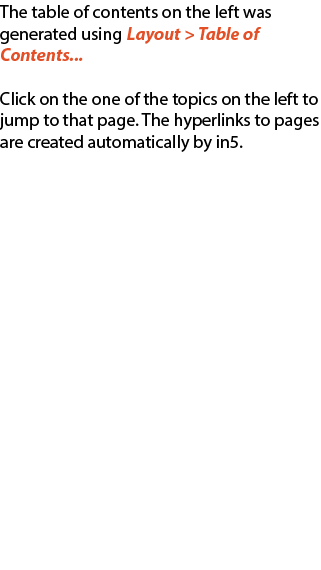 The table of contents on the left was
generated using Layout > Table of
Contents...
Click on the one of the topics on the left to
jump to that page. The hyperlinks to pages
are created automatically by in5.